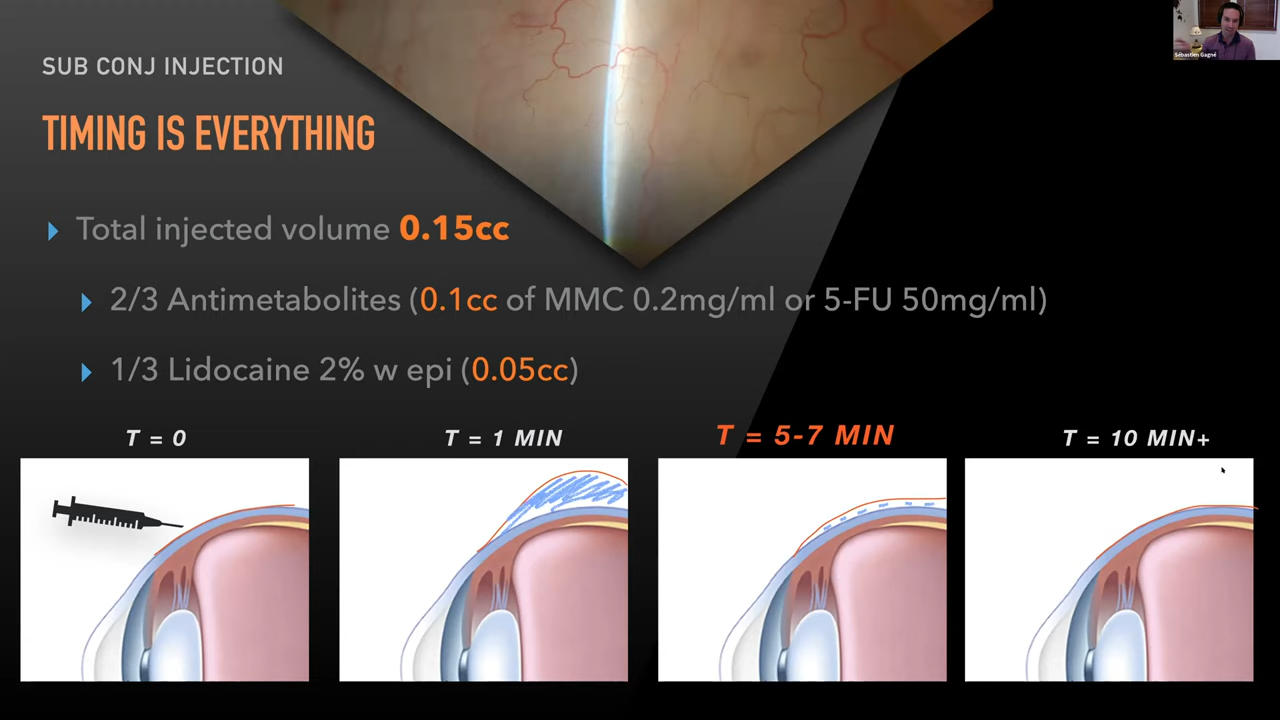 SUB CONJ INJECTION
TIMING IS EVERYTHING
Total injected volume 0.15cc
2/3 Antimetabolites (0.1cc of MMC 0.2mg/ml or 5-FU 50mg/ml)
1/3 Lidocaine 2% w epi (0.05cc)
T = 0
T = 1 MIN
T = 5-7 MIN
T = 10 MIN+
Sébastien Gagné